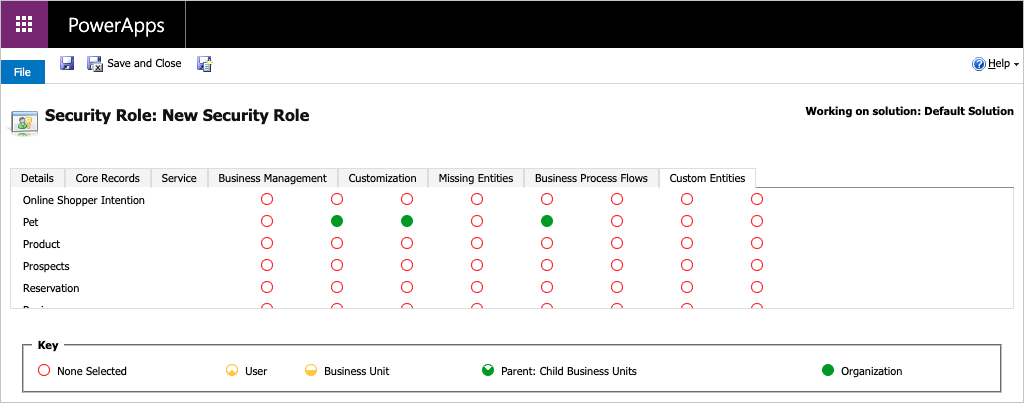 PowerApps
File Save and Close Help
Security Role: New Security Role
Working on solution: Default Solution
Details Core Records Service Business Management Customization Missing Entities Business Process Flows Custom Entities
Online Shopper Intention
Pet
Product
Prospects
Reservation
Key
None Selected User Business Unit Parent: Child Business Units Organization